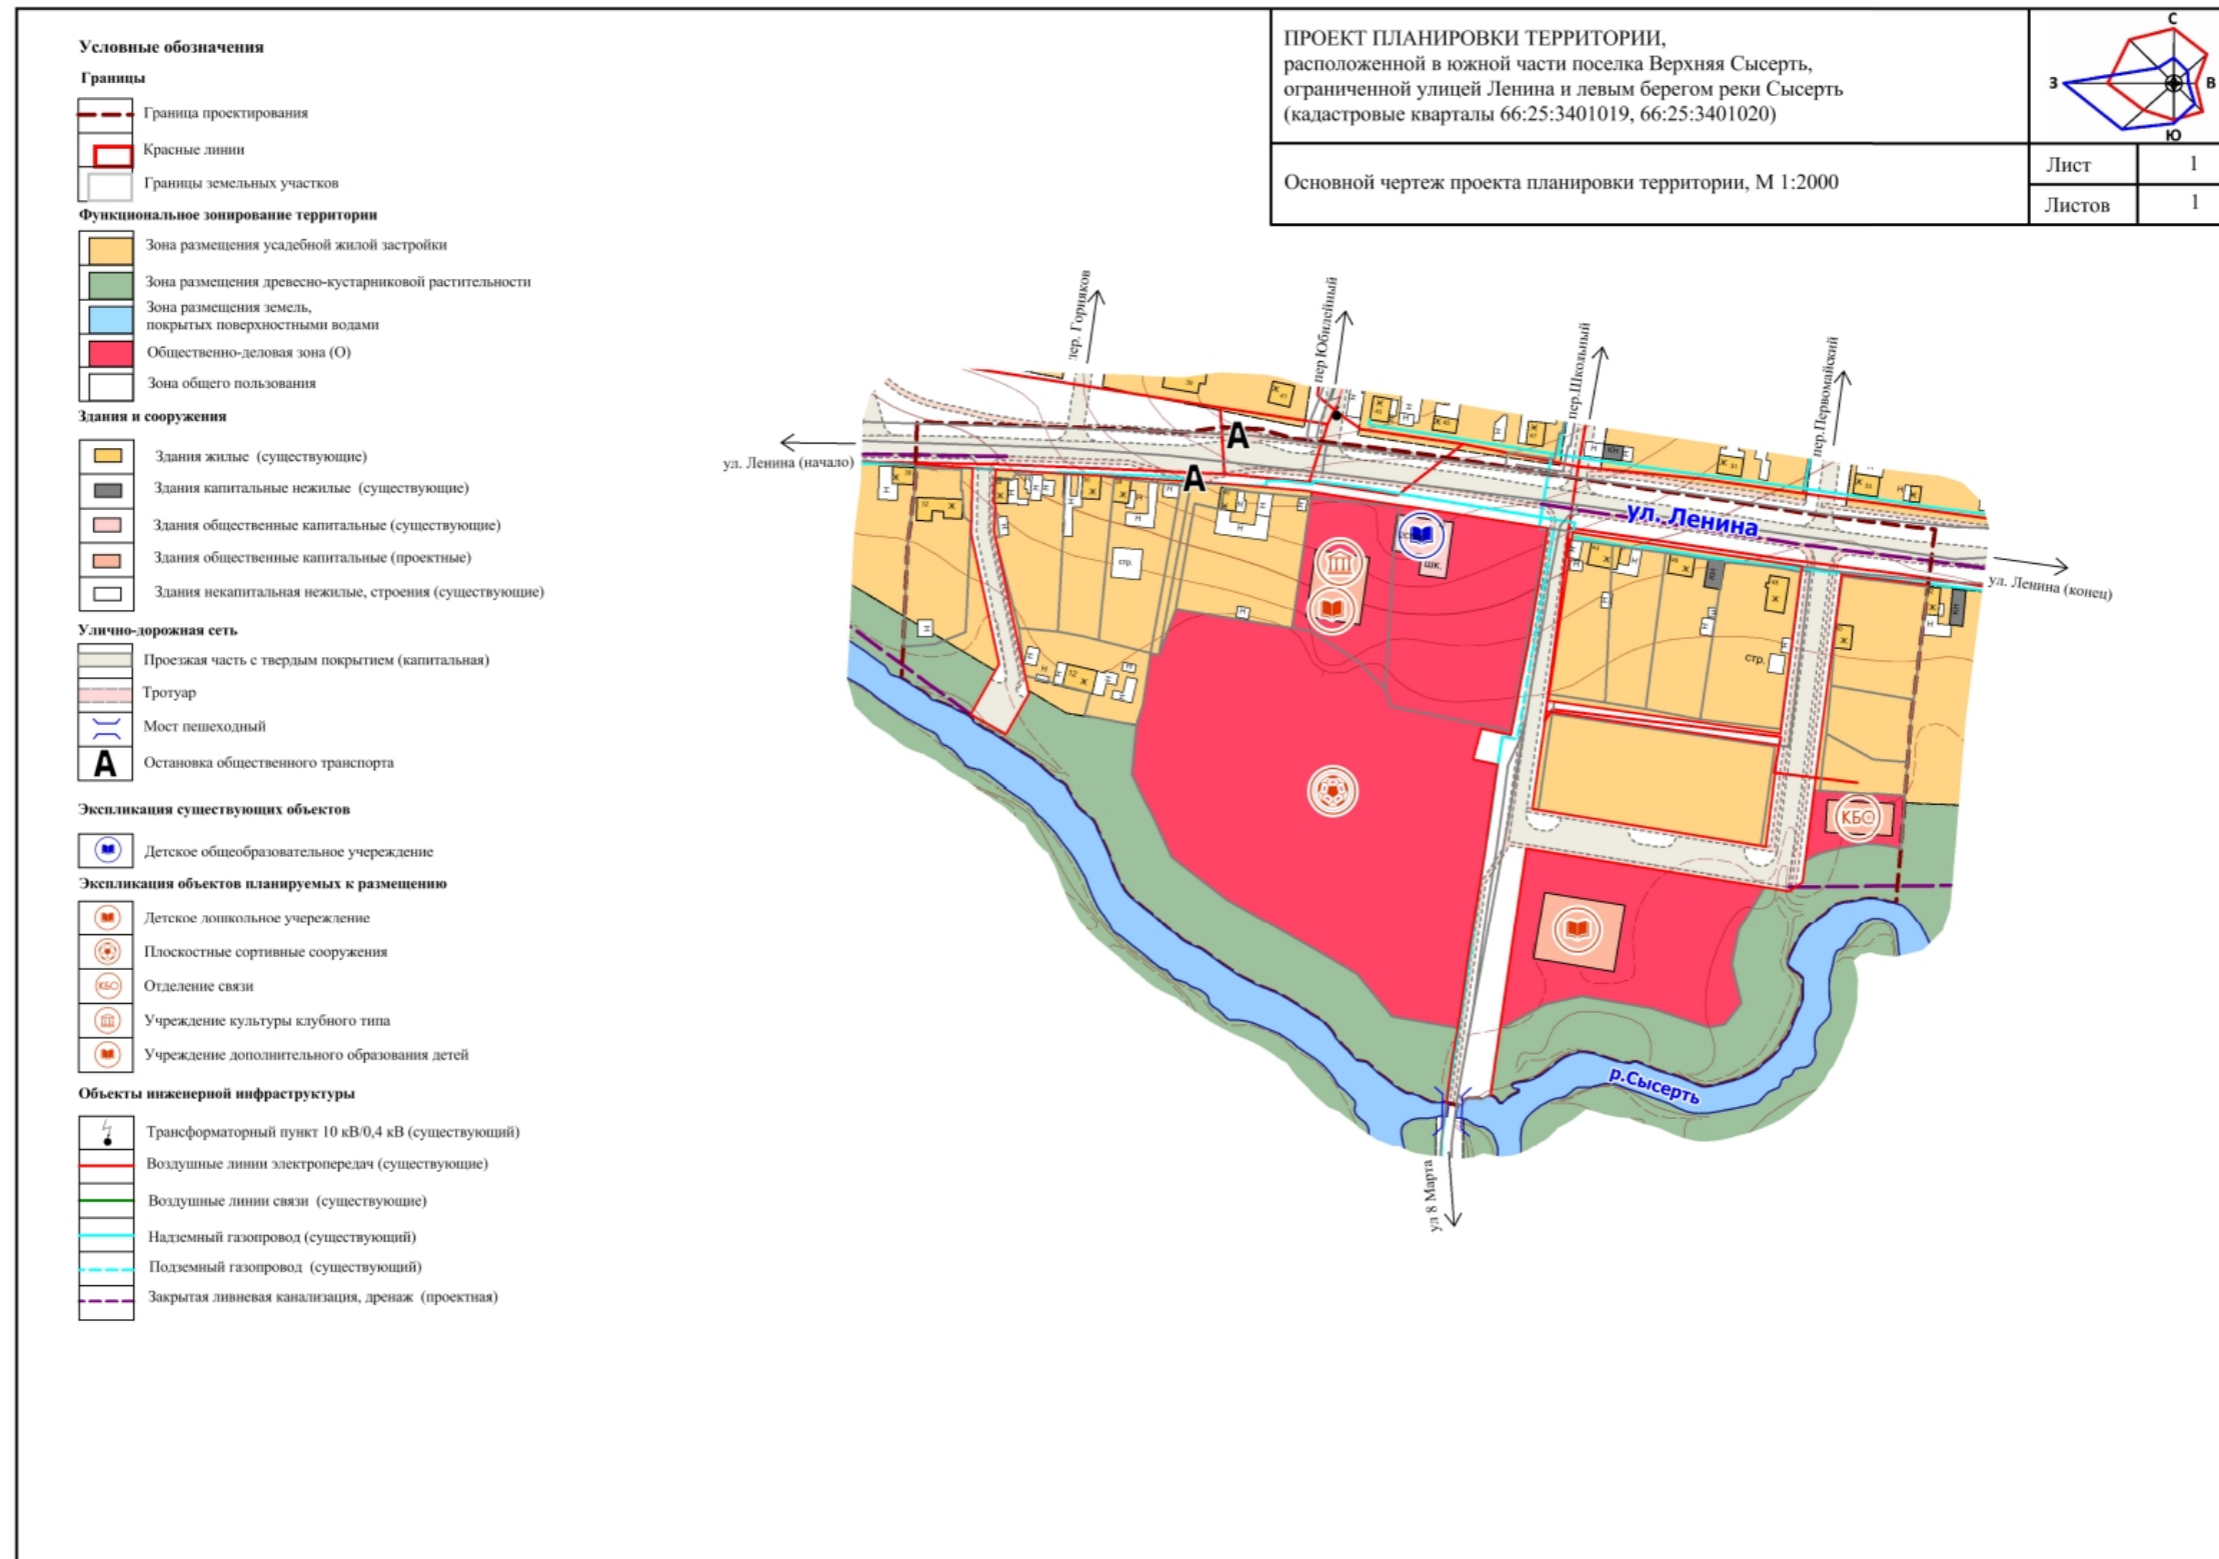 Условные обозначения
Границы
Граница проектирования
Красные линии
Границы земельных участков
Функциональное зонирование территории
Зона размещения усадебной жилой застройки
Зона размещения древесно-кустарниковой растительности
Зона размещения земель,
покрытых поверхностными водами
Общественно-деловая зона (О)
Зона общего пользования
Здания и сооружения
Здания жилые (существующие)
Здания капитальные нежилые (существующие)
Здания общественные капитальные (существующие)
Здания общественные капитальные (проектные)
Здания некапитальная нежилые, строения (существующие)
Улично-дорожная сеть
Проезжая часть с твердым покрытием (капитальная)
Тротуар
Мост пешеходный
А Остановка общественного транспорта
Экспликация существующих объектов
Детское общеобразовательное учереждение
Экспликация объектов планируемых к размещению
Детское дошкольное учереждение
Плоскостные сортивные сооружения
КБО Отделение связи
Учреждение культуры клубного типа
Учреждение дополнительного образования детей
Объекты инженерной инфраструктуры
Трансформаторный пункт 10 кВ/0,4 кВ (существующий)
Воздушные линии электропередач (существующие)
Воздушные линии связи (существующие)
Надземный газопровод (существующий)
Подземный газопровод (существующий)
Закрытая ливневая канализация, дренаж (проектная)
ПРОЕКТ ПЛАНИРОВКИ ТЕРРИТОРИИ,
расположенной в южной части поселка Верхняя Сысерть,
ограниченной улицей Ленина и левым берегом реки Сысерть
(кадастровые кварталы 66:25:3401019, 66:25:3401020)
Основной чертеж проекта планировки территории, М 1:2000
С
З
В
Ю
Лист 1
Листов 1
пер. Горняков
пер Юбилейный
пер.Школьный
пер.Первомайский
ул. Ленина (начало)
А
А
ул. Ленина
ул. Ленина (конец)
стр.
шк.
стр.
КБО
р.Сысерть
ул 8 Марта